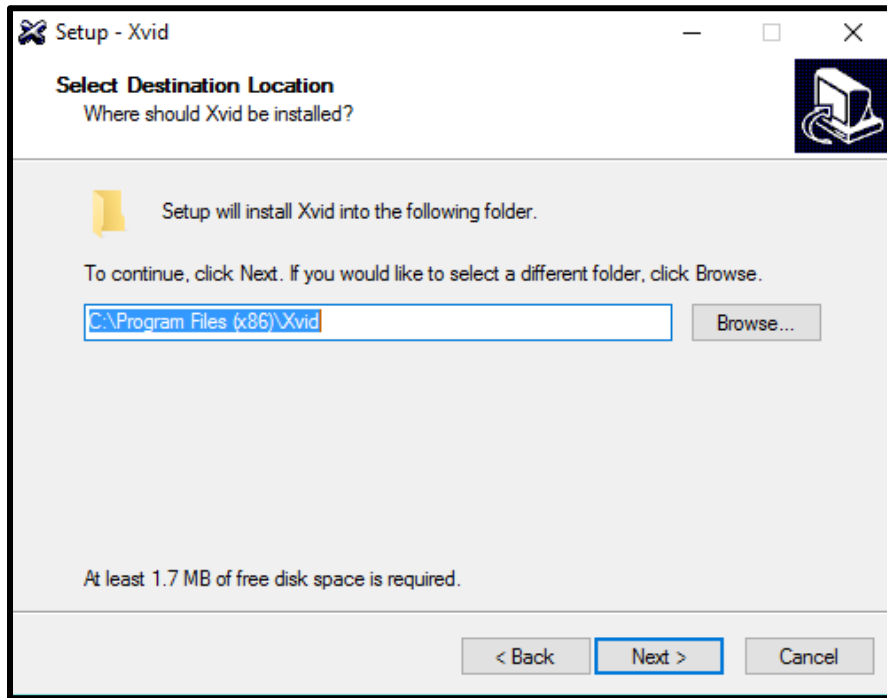 Setup - Xvid
Select Destination Location
Where should Xvid be installed?
Setup will install Xvid into the following folder.
To continue, click Next. If you would like to select a different folder, click Browse.
C:\Program Files (x86)\Xvid
Browse...
At least 1.7 MB of free disk space is required.
< Back
Next >
Cancel